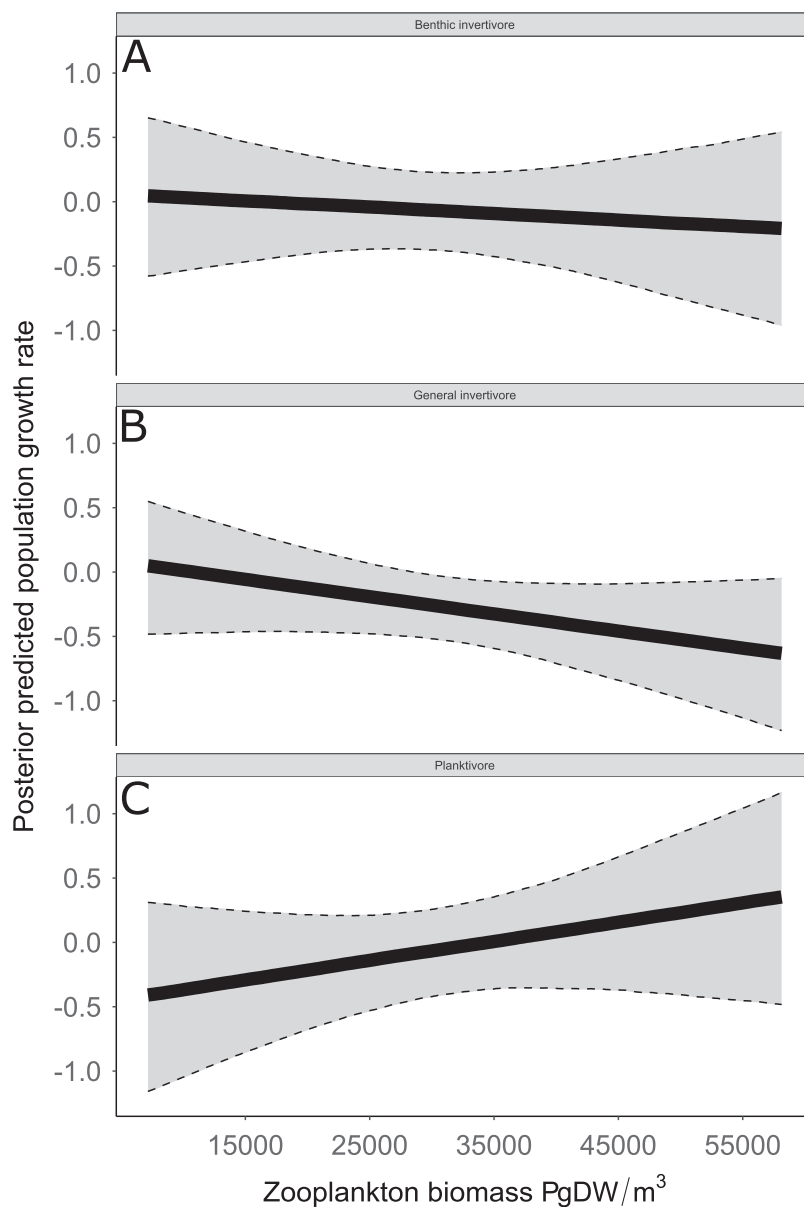 Benthic invertivore
A
1.0
0.5
0.0
-0.5
-1.0
General invertivore
B
1.0
0.5
0.0
-0.5
-1.0
Planktivore
C
1.0
0.5
0.0
-0.5
-1.0
Posterior predicted population growth rate
15000 25000 35000 45000 55000
Zooplankton biomass PgDW/m³